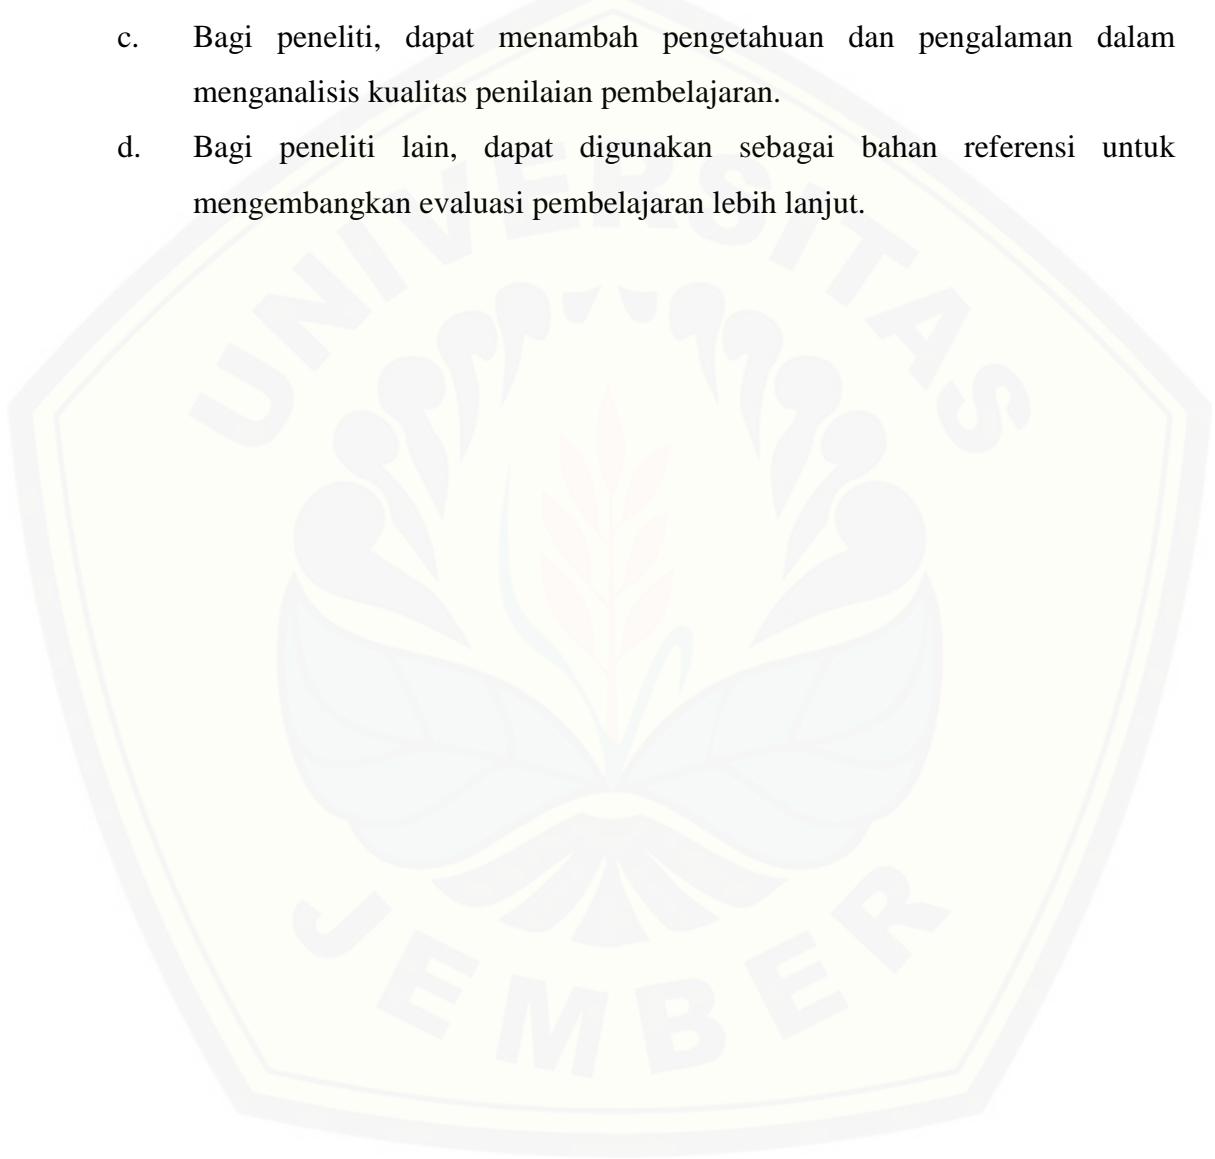 c. Bagi peneliti, dapat menambah pengetahuan dan pengalaman dalam
menganalisis kualitas penilaian pembelajaran.
d. Bagi peneliti lain, dapat digunakan sebagai bahan referensi untuk
mengembangkan evaluasi pembelajaran lebih lanjut.
UNIVERSITAS
JEMBER